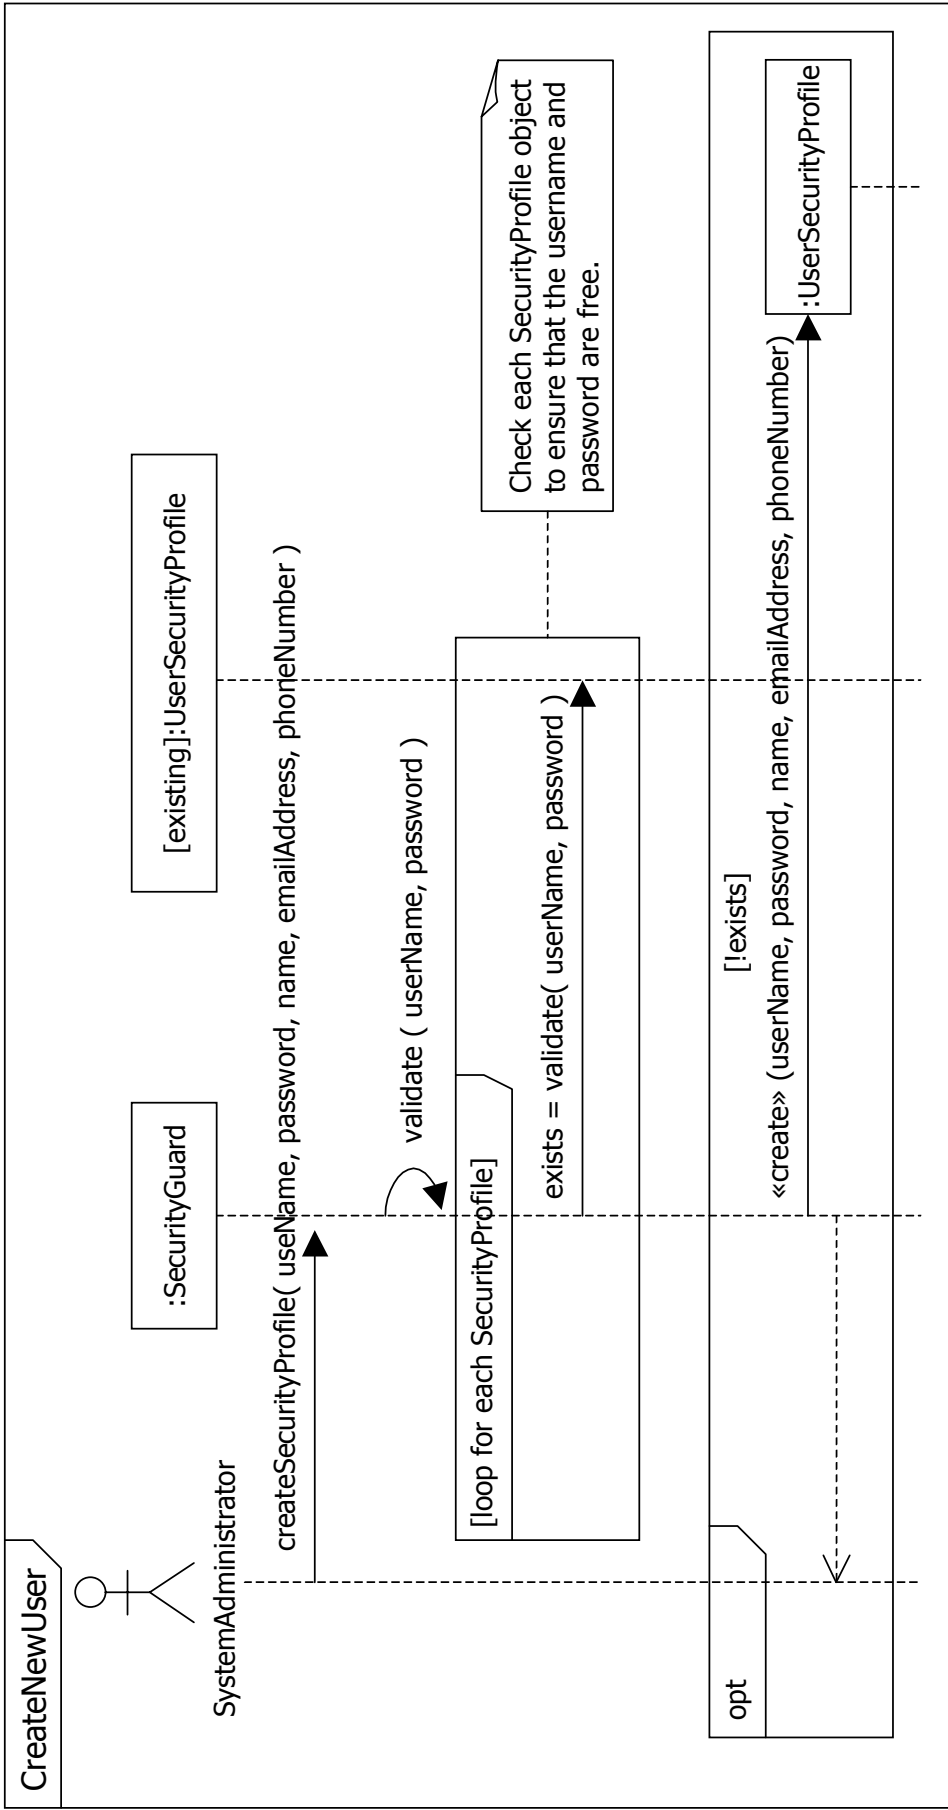 CreateNewUser
SystemAdministrator
:SecurityGuard
[existing]:UserSecurityProfile
createSecurityProfile( useName, password, name, emailAddress, phoneNumber )
validate ( userName, password )
[loop for each SecurityProfile]
Check each SecurityProfile object
to ensure that the username and
password are free.
exists = validate( userName, password )
opt
[!exists]
«create» (userName, password, name, emailAddress, phoneNumber)
:UserSecurityProfile